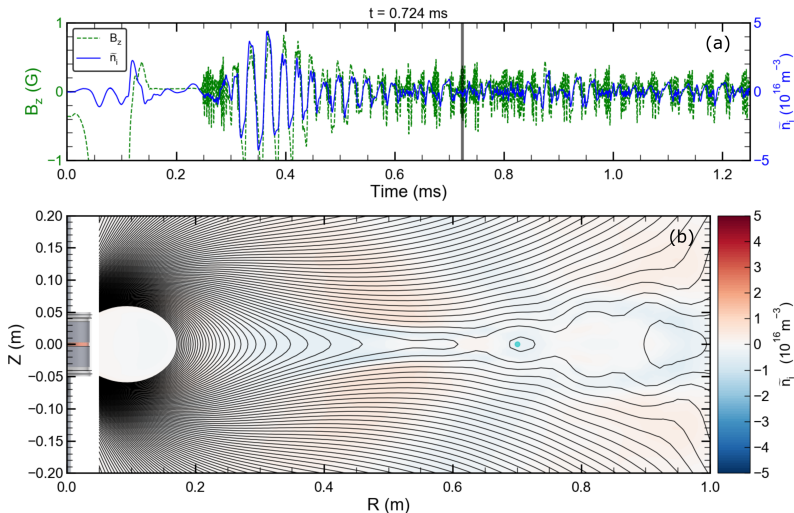 t = 0.724 ms
B_z
ñ_i
(a)
B_z (G)
1
0
−1
5
0
−5
ñ_i (10^16 m^−3)
0.0 0.2 0.4 0.6 0.8 1.0 1.2
Time (ms)
(b)
Z (m)
0.20
0.15
0.10
0.05
0.00
−0.05
−0.10
−0.15
−0.20
0.0 0.2 0.4 0.6 0.8 1.0
R (m)
5
4
3
2
1
0
−1
−2
−3
−4
−5
ñ_i (10^16 m^−3)